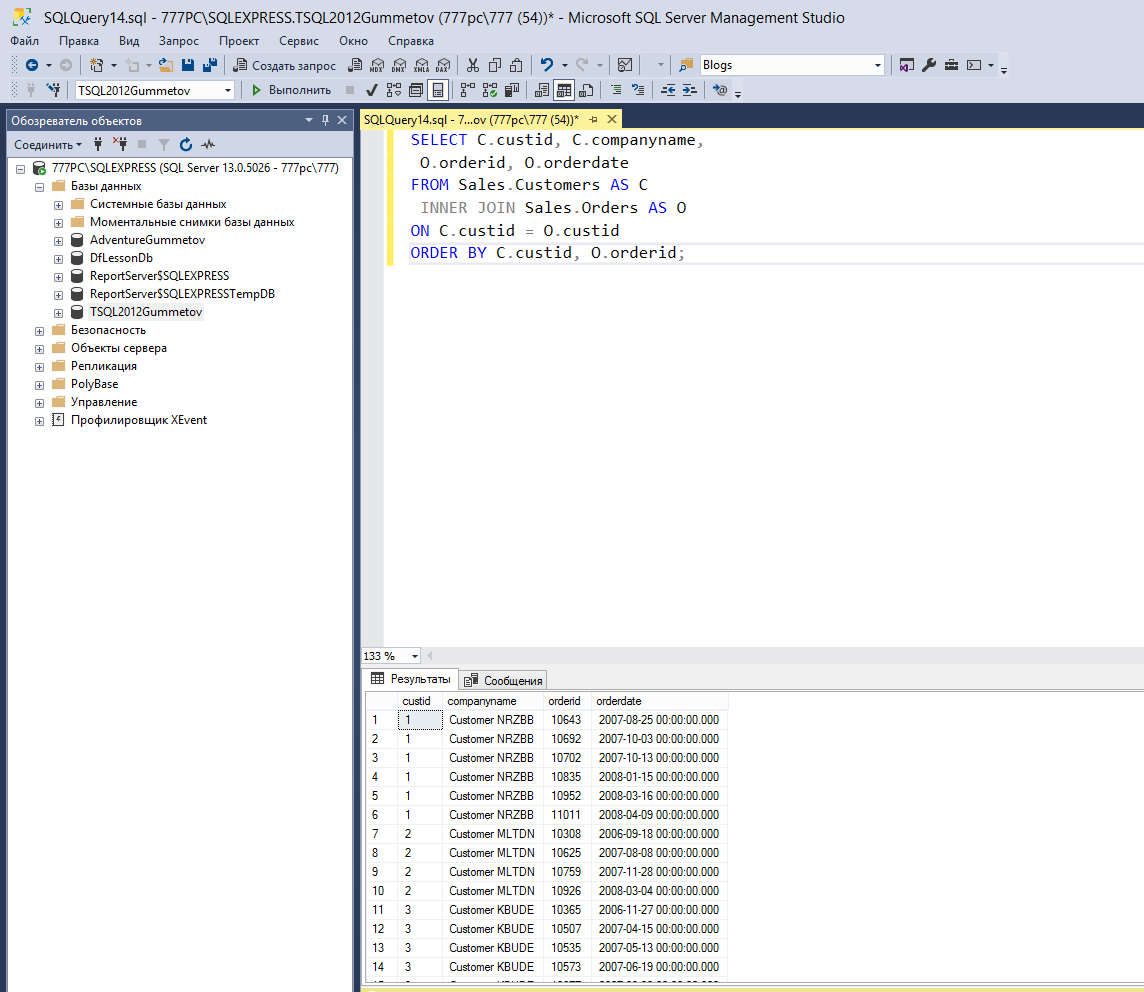 SQLQuery14.sql - 777PC\SQLEXPRESS.TSQL2012Gummetov (777pc\777 (54))* - Microsoft SQL Server Management Studio
Файл Правка Вид Запрос Проект Сервис Окно Справка
Создать запрос MDX DMX XMLA DAX Blogs
TSQL2012Gummetov Выполнить
Обозреватель объектов
Соединить
777PC\SQLEXPRESS (SQL Server 13.0.5026 - 777pc\777)
Базы данных
Системные базы данных
Моментальные снимки базы данных
AdventureGummetov
DfLessonDb
ReportServer$SQLEXPRESS
ReportServer$SQLEXPRESSTempDB
TSQL2012Gummetov
Безопасность
Объекты сервера
Репликация
PolyBase
Управление
Профилировщик XEvent
SQLQuery14.sql - 7...ov (777pc\777 (54))*
SELECT C.custid, C.companyname,
O.orderid, O.orderdate
FROM Sales.Customers AS C
INNER JOIN Sales.Orders AS O
ON C.custid = O.custid
ORDER BY C.custid, O.orderid;
133 %
Результаты Сообщения
custid companyname orderid orderdate
1 1 Customer NRZBB 10643 2007-08-25 00:00:00.000
2 1 Customer NRZBB 10692 2007-10-03 00:00:00.000
3 1 Customer NRZBB 10702 2007-10-13 00:00:00.000
4 1 Customer NRZBB 10835 2008-01-15 00:00:00.000
5 1 Customer NRZBB 10952 2008-03-16 00:00:00.000
6 1 Customer NRZBB 11011 2008-04-09 00:00:00.000
7 2 Customer MLTDN 10308 2006-09-18 00:00:00.000
8 2 Customer MLTDN 10625 2007-08-08 00:00:00.000
9 2 Customer MLTDN 10759 2007-11-28 00:00:00.000
10 2 Customer MLTDN 10926 2008-03-04 00:00:00.000
11 3 Customer KBUDE 10365 2006-11-27 00:00:00.000
12 3 Customer KBUDE 10507 2007-04-15 00:00:00.000
13 3 Customer KBUDE 10535 2007-05-13 00:00:00.000
14 3 Customer KBUDE 10573 2007-06-19 00:00:00.000